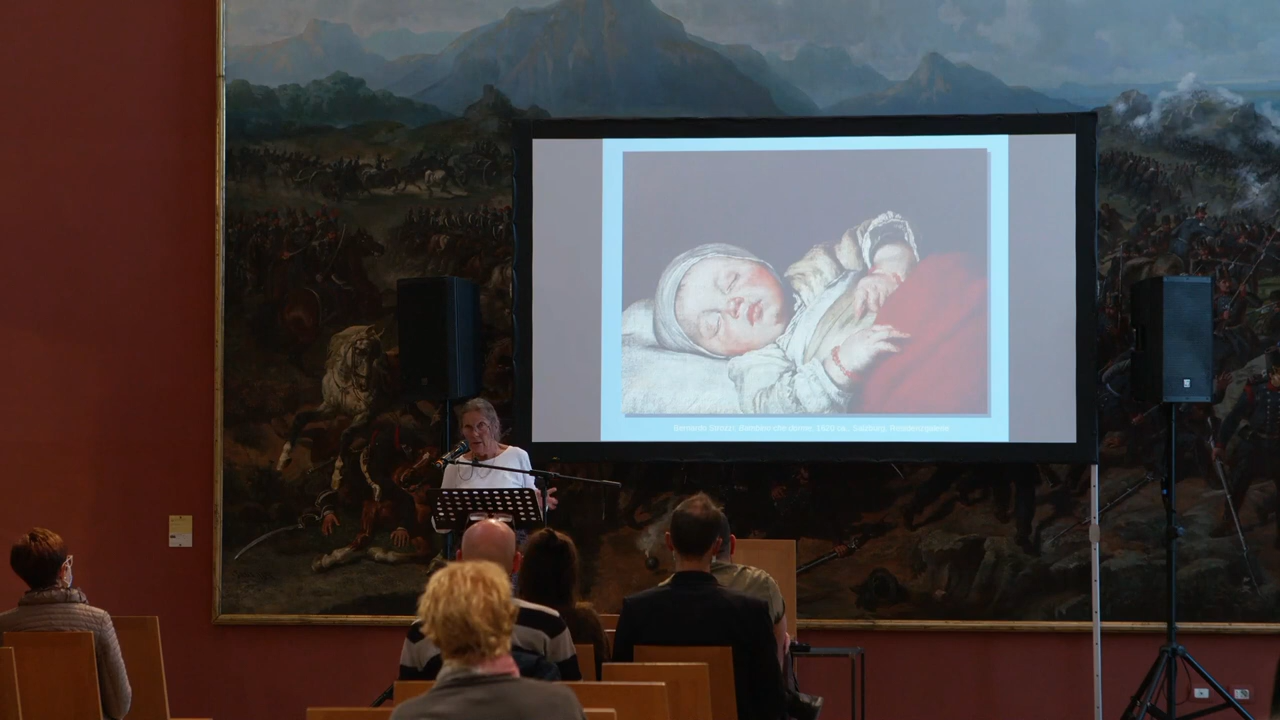 Bernardo Strozzi, Bambino che dorme, 1620 ca., Salzburg, Residenzgalerie